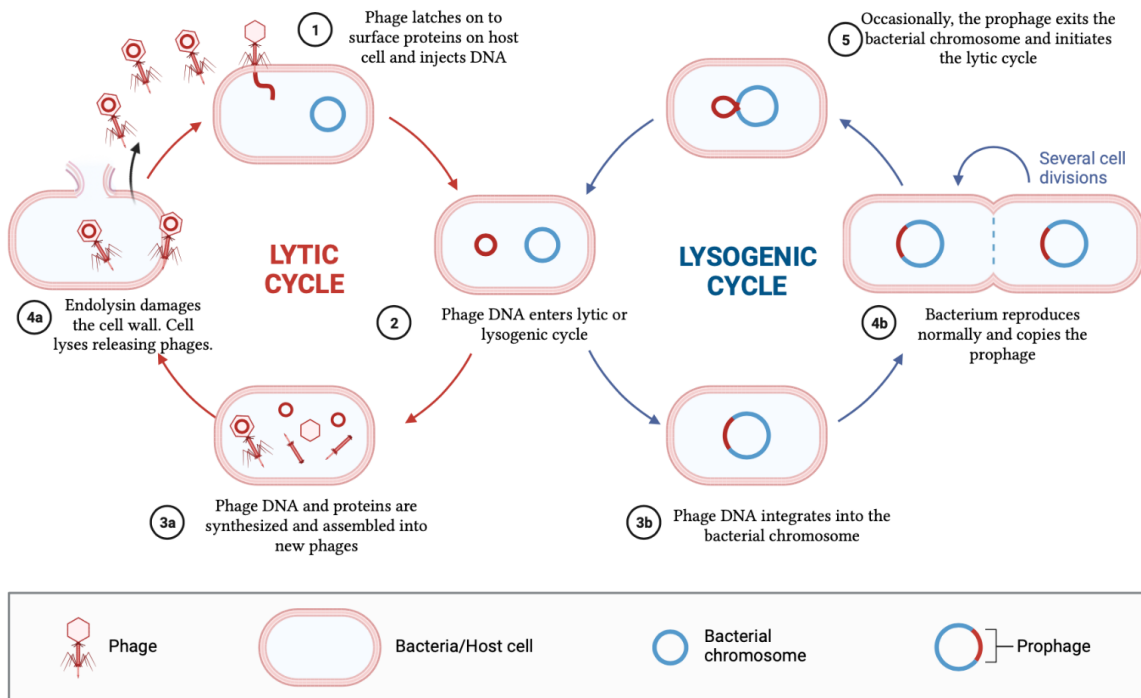 1
Phage latches on to
surface proteins on host
cell and injects DNA
5
Occasionally, the prophage exits the
bacterial chromosome and initiates
the lytic cycle
Several cell
divisions
LYTIC
CYCLE
LYSOGENIC
CYCLE
4a
Endolysin damages
the cell wall. Cell
lyses releasing phages.
2
Phage DNA enters lytic or
lysogenic cycle
4b
Bacterium reproduces
normally and copies the
prophage
3a
Phage DNA and proteins are
synthesized and assembled into
new phages
3b
Phage DNA integrates into the
bacterial chromosome
Phage
Bacteria/Host cell
Bacterial
chromosome
Prophage